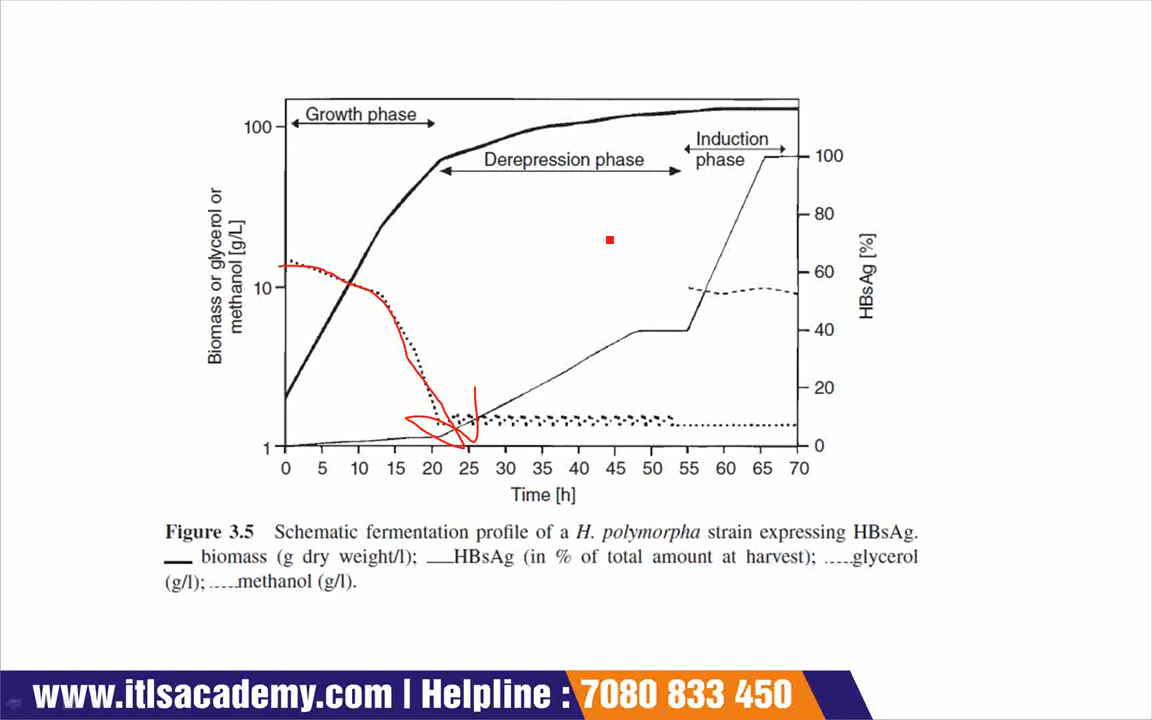 Growth phase
Derepression phase
Induction
phase
100
10
1
Biomass or glycerol or
methanol [g/L]
100
80
60
40
20
0
HBsAg [%]
0 5 10 15 20 25 30 35 40 45 50 55 60 65 70
Time [h]
Figure 3.5 Schematic fermentation profile of a H. polymorpha strain expressing HBsAg.
biomass (g dry weight/l); HBsAg (in % of total amount at harvest); .....glycerol
(g/l); .....methanol (g/l).
www.itlsacademy.com | Helpline : 7080 833 450